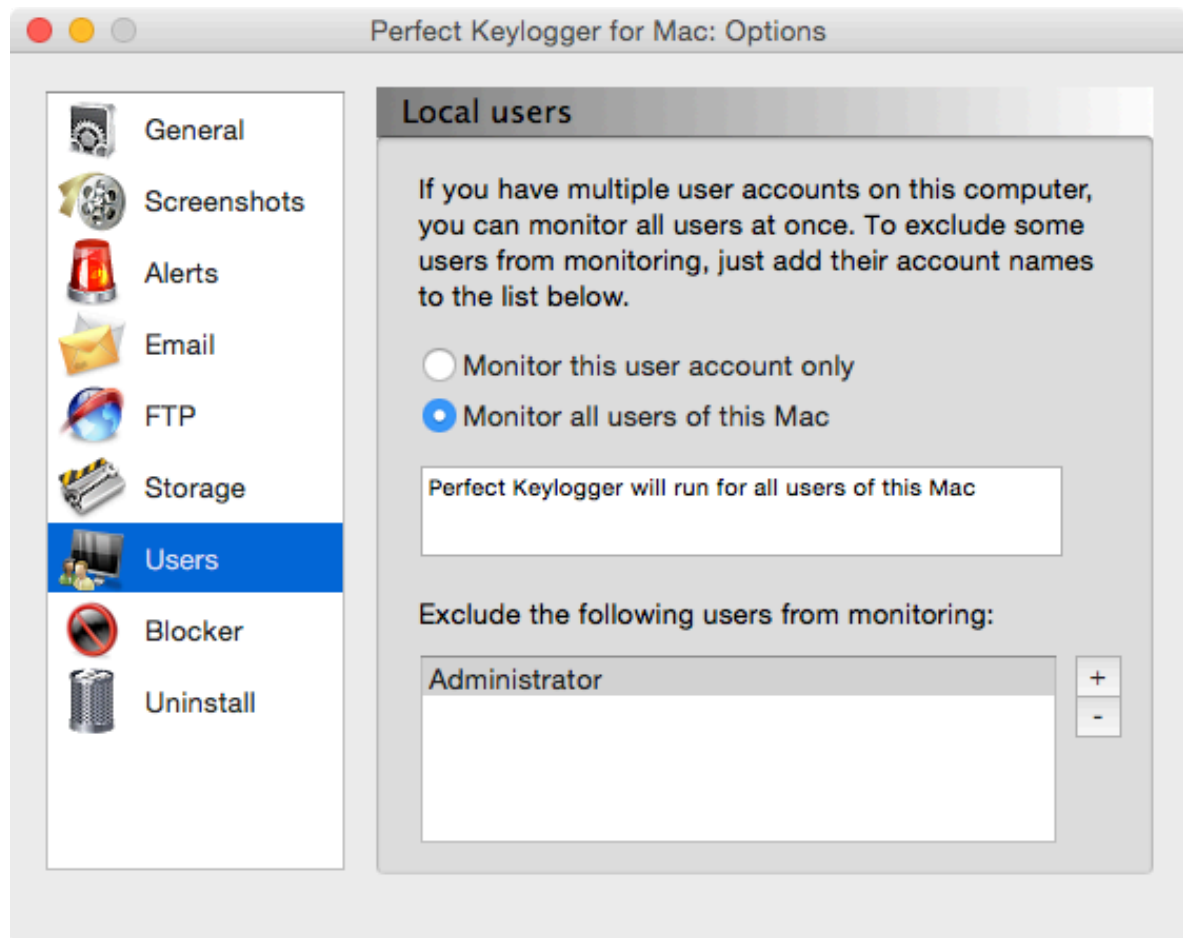 Perfect Keylogger for Mac: Options
General
Screenshots
Alerts
Email
FTP
Storage
Users
Blocker
Uninstall
Local users
If you have multiple user accounts on this computer,
you can monitor all users at once. To exclude some
users from monitoring, just add their account names
to the list below.
Monitor this user account only
Monitor all users of this Mac
Perfect Keylogger will run for all users of this Mac
Exclude the following users from monitoring:
Administrator
+
-